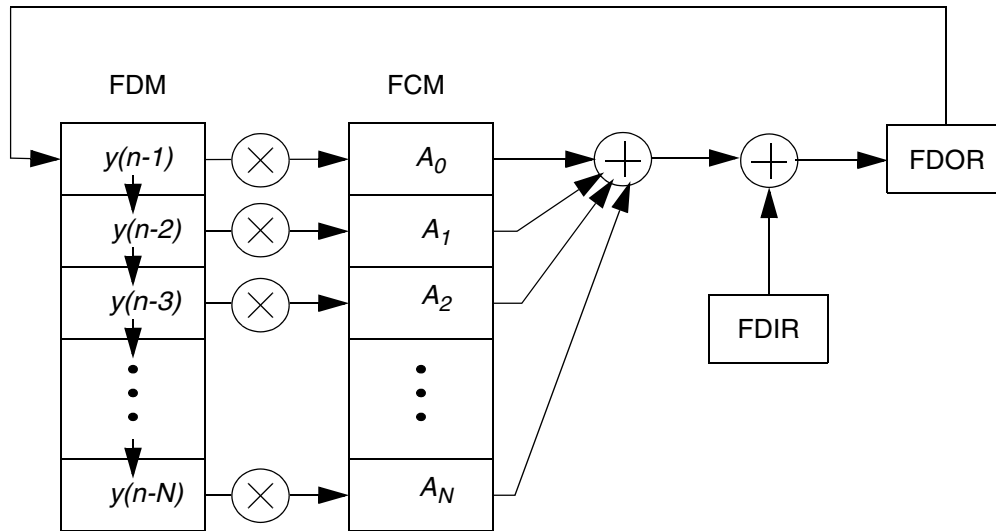 FDM FCM
y(n-1) A0 FDOR
y(n-2) A1
y(n-3) A2
FDIR
y(n-N) AN